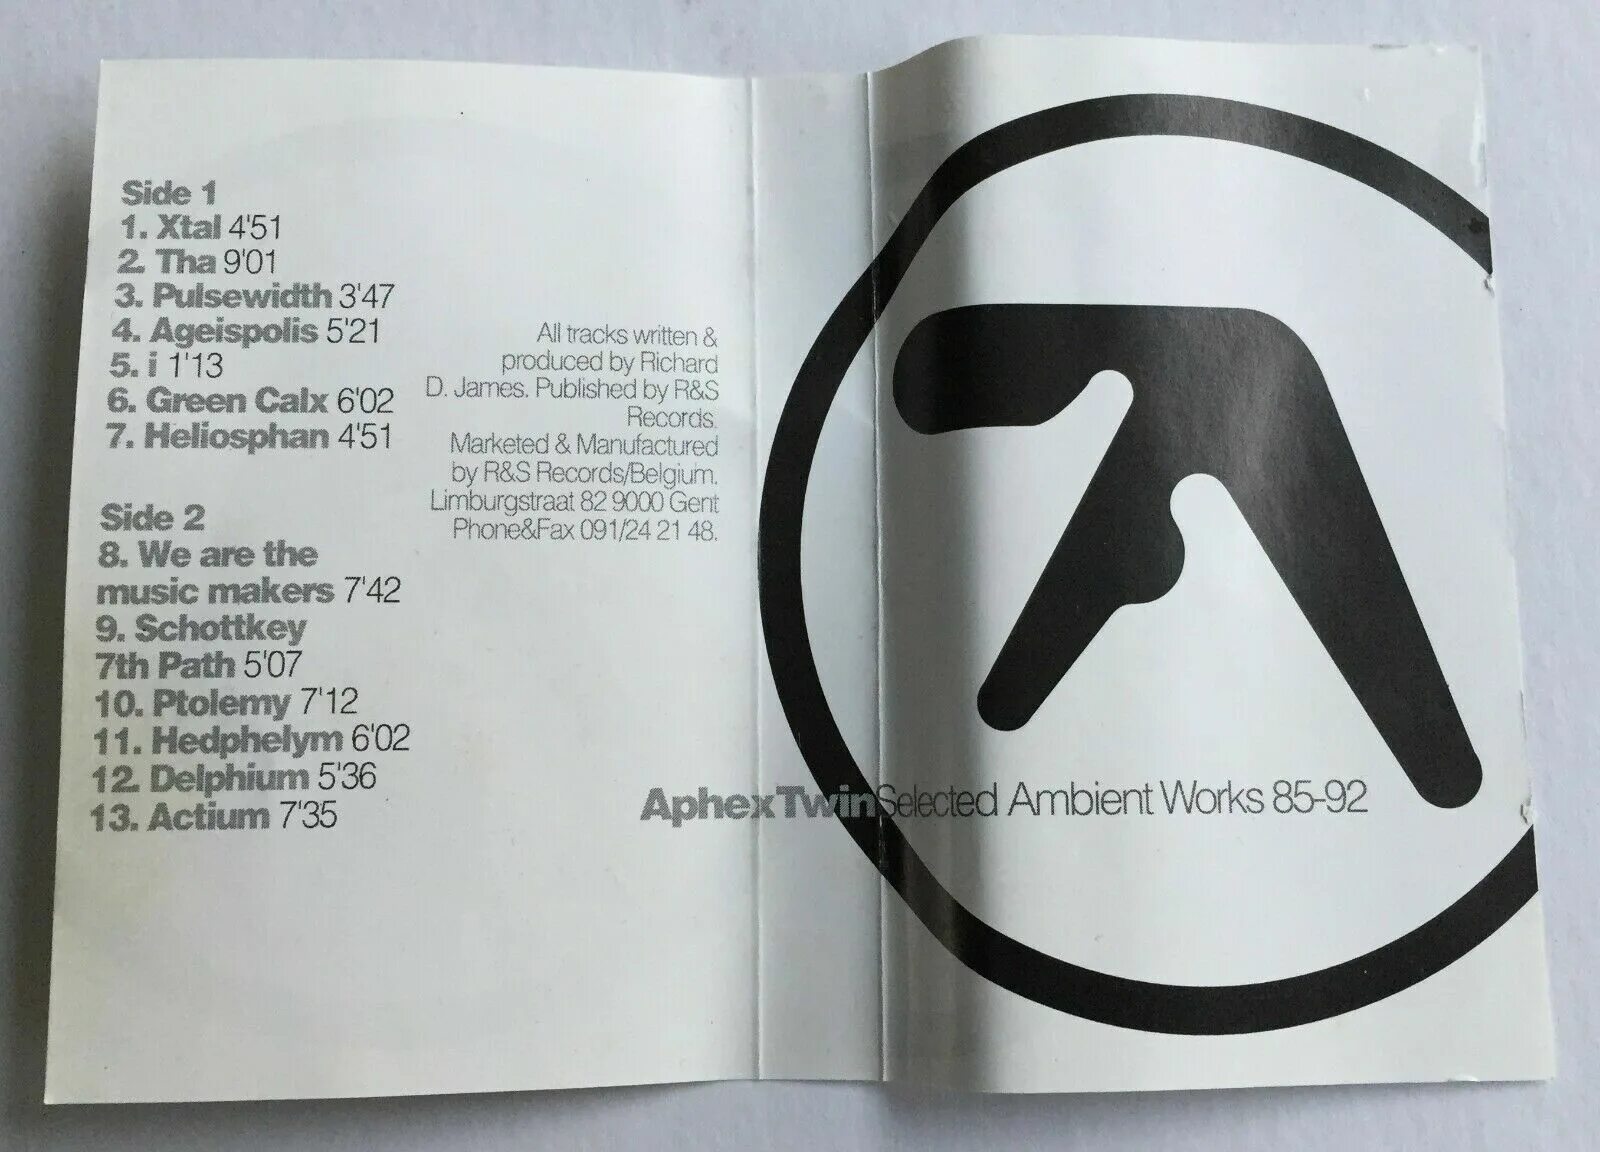 Side 1
1. Xtal 4'51
2. Tha 9'01
3. Pulsewidth 3'47
4. Ageispolis 5'21
5. i 1'13
6. Green Calx 6'02
7. Heliosphan 4'51
Side 2
8. We are the
music makers 7'42
9. Schottkey
7th Path 5'07
10. Ptolemy 7'12
11. Hedphelym 6'02
12. Delphium 5'36
13. Actium 7'35
All tracks written &
produced by Richard
D. James. Published by R&S
Records.
Marketed & Manufactured
by R&S Records/Belgium.
Limburgstraat 82 9000 Gent
Phone&Fax 091/24 21 48.
Aphex Twin Selected Ambient Works 85-92